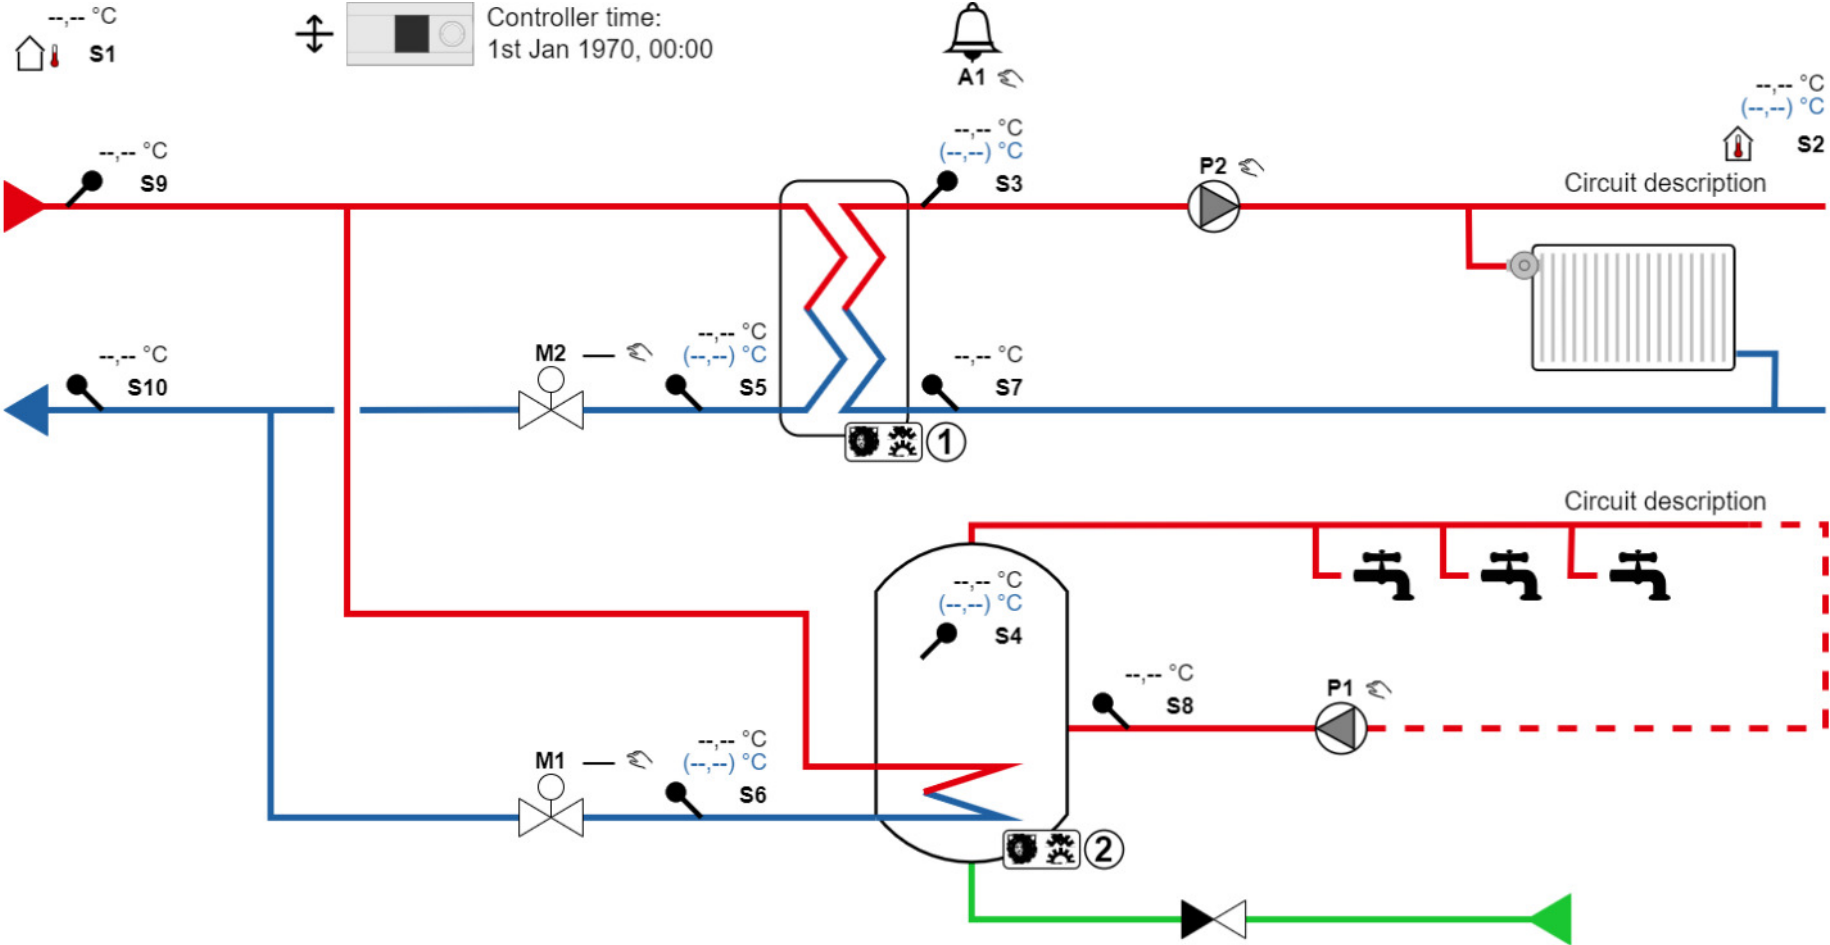 --,-- °C
S1
Controller time:
1st Jan 1970, 00:00
A1
--,-- °C
(--,--) °C
S2
--,-- °C
S9
--,-- °C
(--,--) °C
S3
P2
Circuit description
--,-- °C
S10
M2
--,-- °C
(--,--) °C
S5
--,-- °C
S7
1
Circuit description
--,-- °C
(--,--) °C
S4
--,-- °C
S8
P1
M1
--,-- °C
(--,--) °C
S6
2